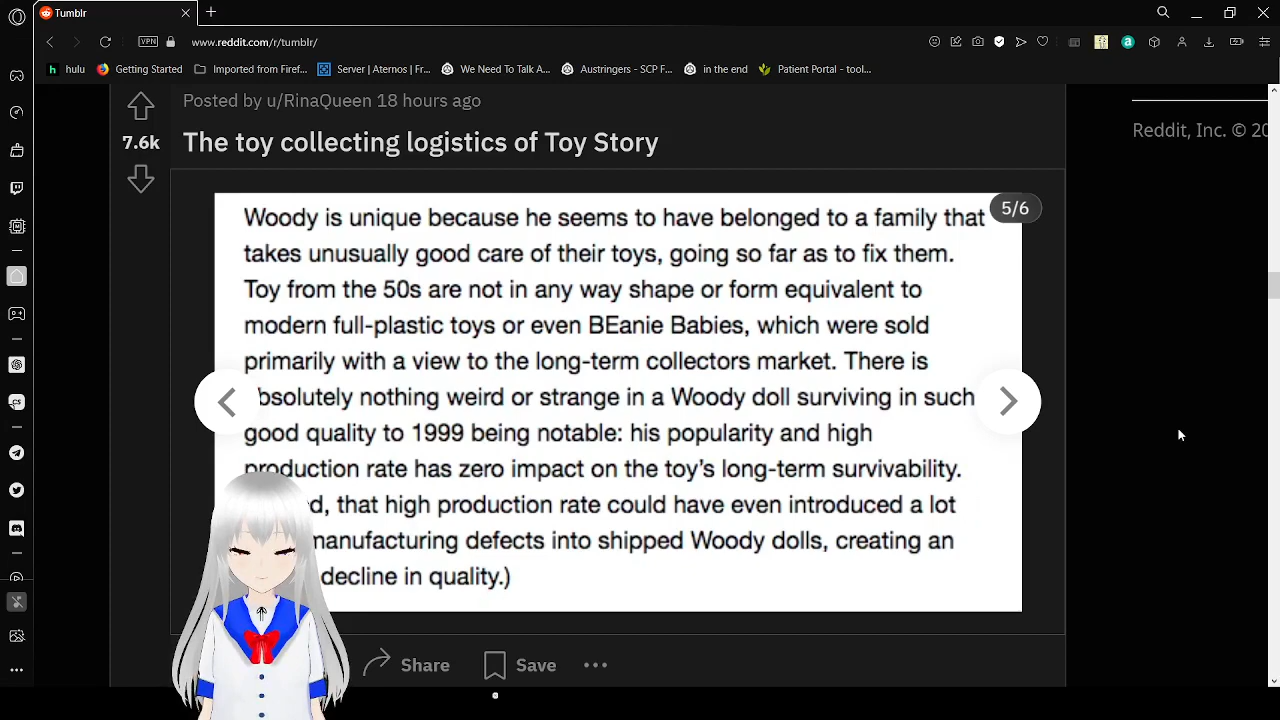 Tumblr
www.reddit.com/r/tumblr/
VPN
hulu
Getting Started
Imported from Firef...
Server | Aternos | Fr...
We Need To Talk A...
Austringers - SCP F...
in the end
Patient Portal - tool...
Posted by u/RinaQueen 18 hours ago
7.6k
The toy collecting logistics of Toy Story
Reddit, Inc. © 20
5/6
Woody is unique because he seems to have belonged to a family that
takes unusually good care of their toys, going so far as to fix them.
Toy from the 50s are not in any way shape or form equivalent to
modern full-plastic toys or even BEanie Babies, which were sold
primarily with a view to the long-term collectors market. There is
bsolutely nothing weird or strange in a Woody doll surviving in such
good quality to 1999 being notable: his popularity and high
production rate has zero impact on the toy's long-term survivability.
d, that high production rate could have even introduced a lot
manufacturing defects into shipped Woody dolls, creating an
decline in quality.)
Share
Save